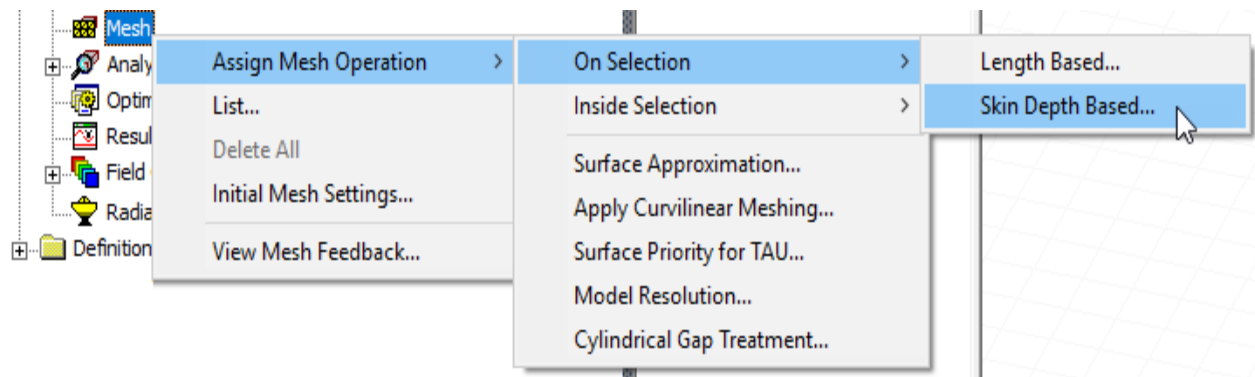 Mesh
Analy
Optim
Resul
Field
Radia
Definition
Assign Mesh Operation
List...
Delete All
Initial Mesh Settings...
View Mesh Feedback...
On Selection
Inside Selection
Surface Approximation...
Apply Curvilinear Meshing...
Surface Priority for TAU...
Model Resolution...
Cylindrical Gap Treatment...
Length Based...
Skin Depth Based...